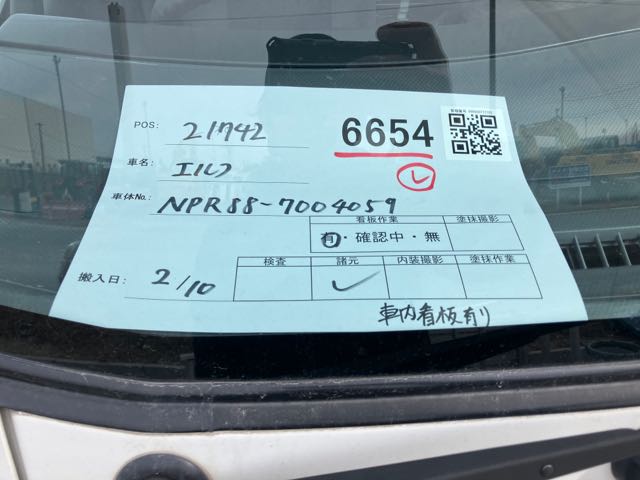 POS: 21742 6654
車名: エルフ レ
車体No.: NPR88-7004059
看板作業 塗抹撮影
有・確認中・無
検査 諸元 内装撮影 塗抹作業
搬入日: 2/10
車内看板有り